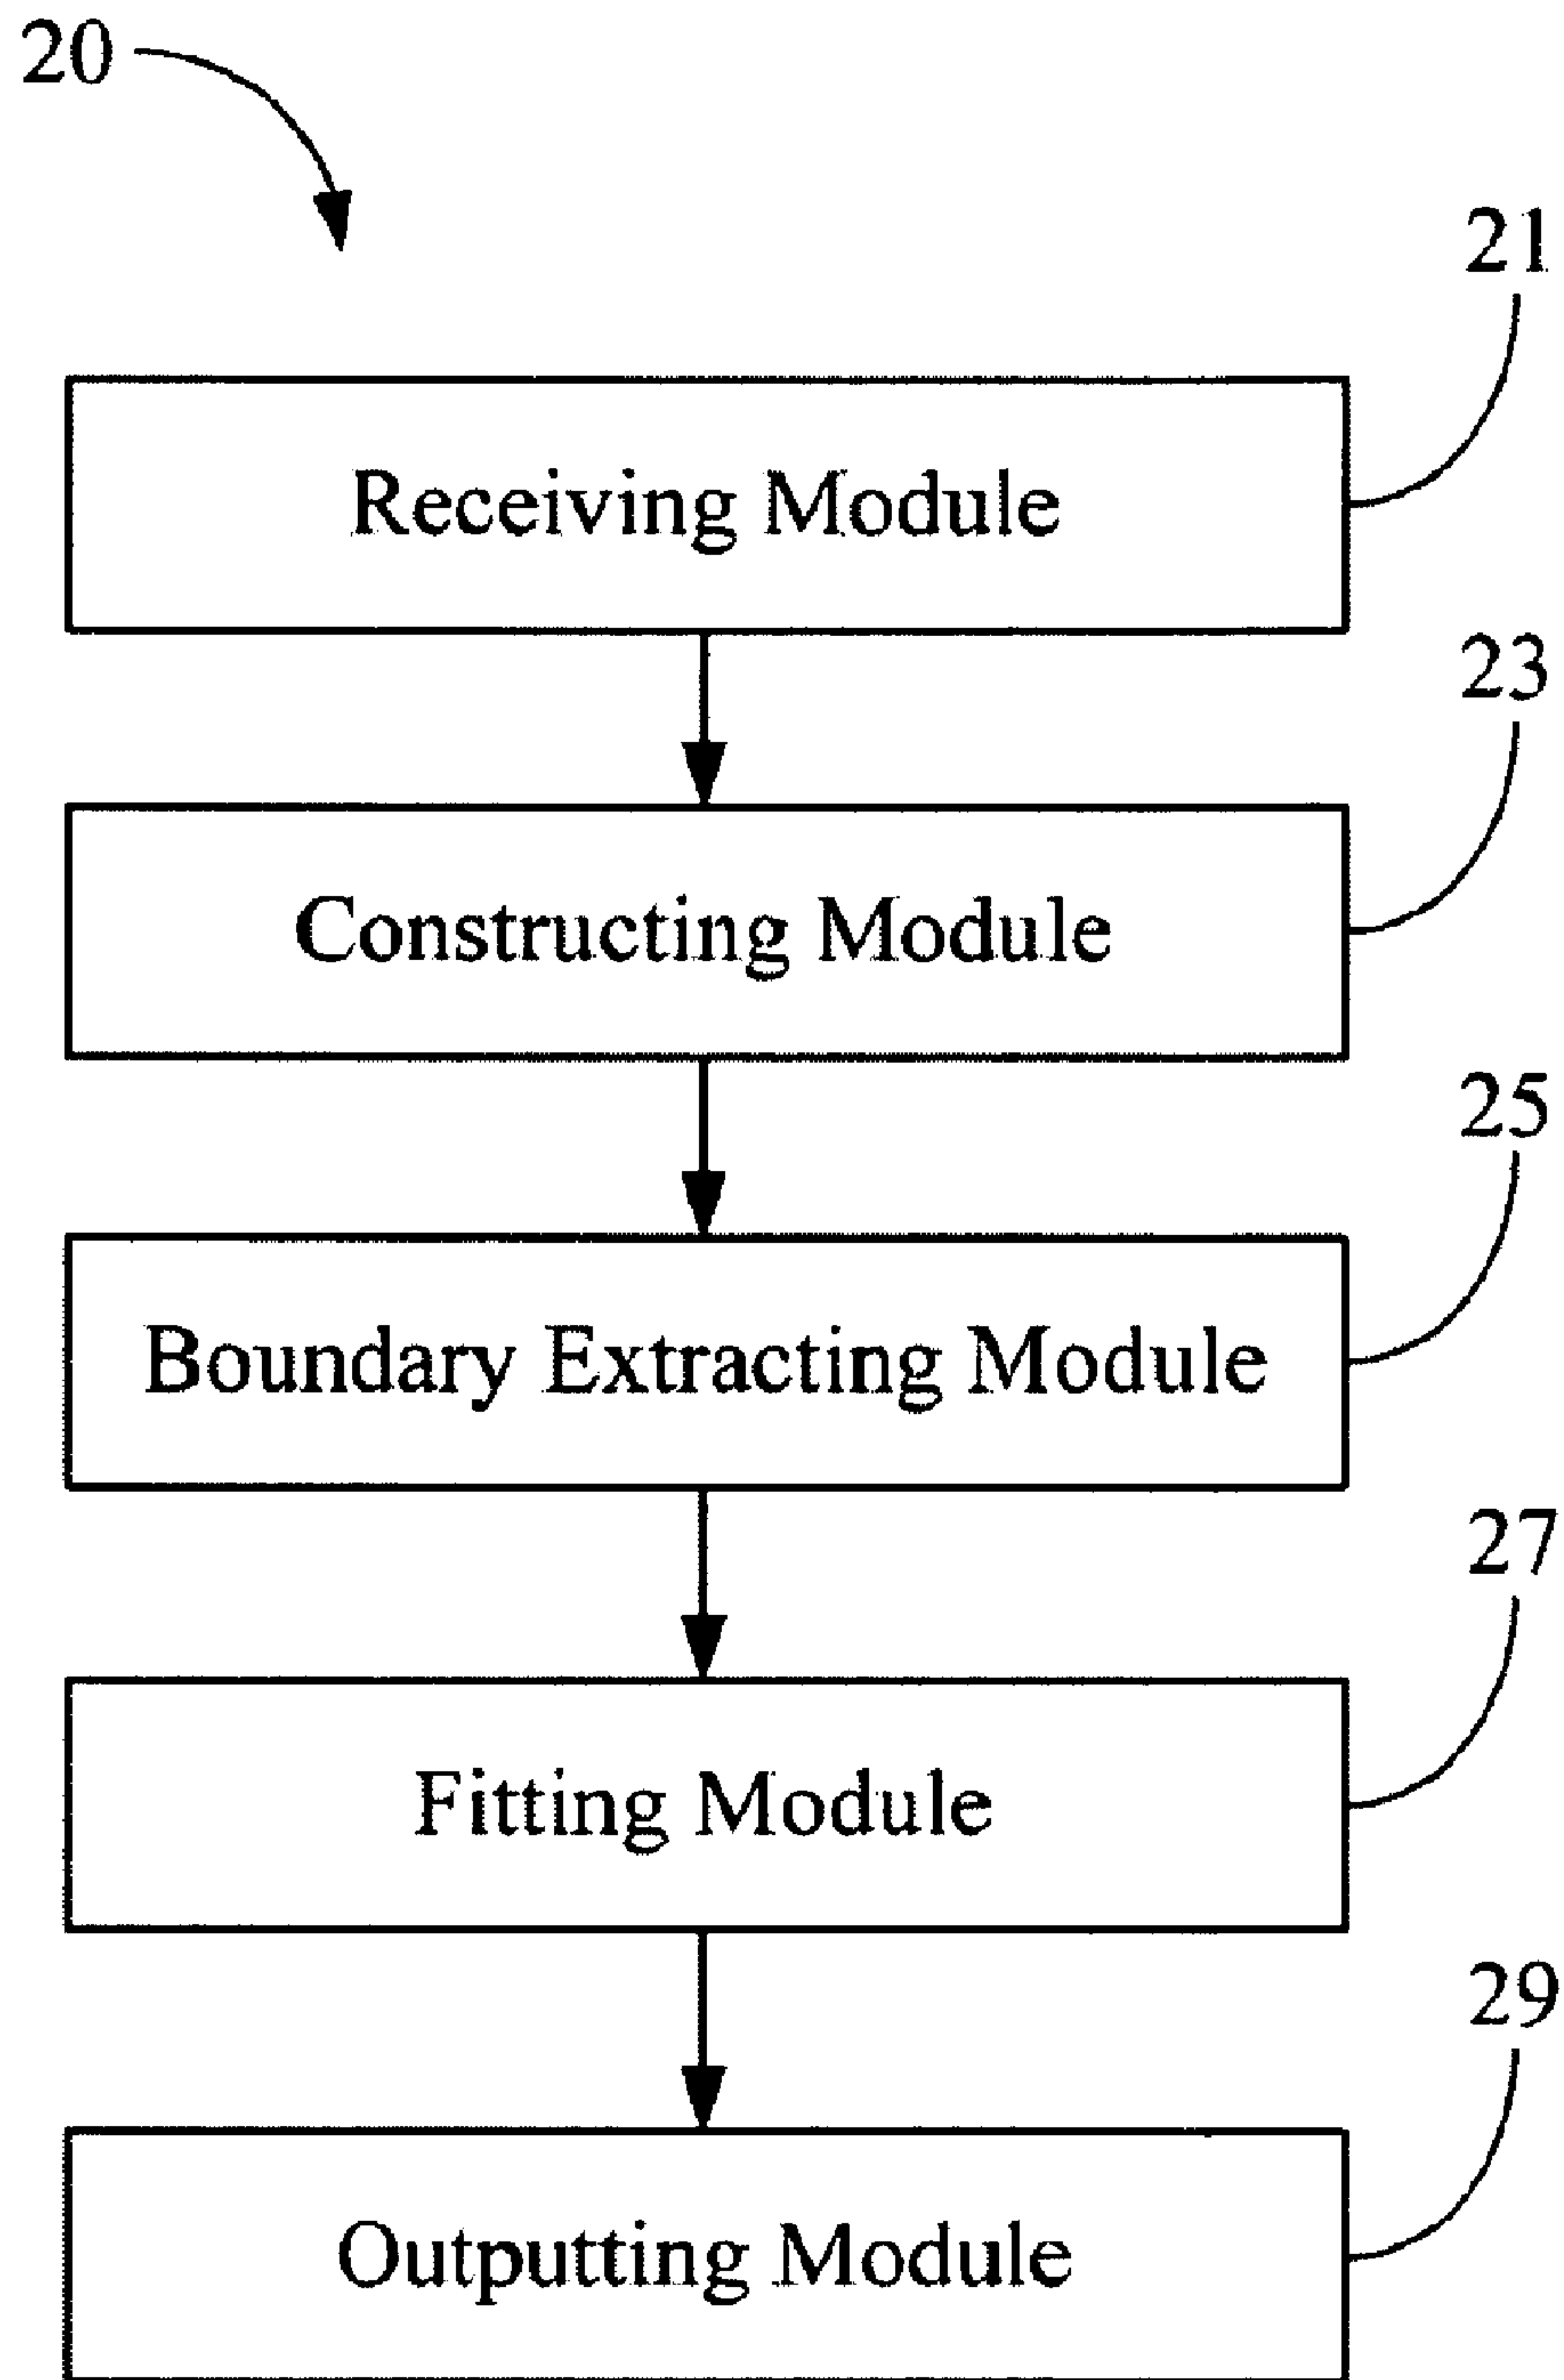 20
21
Receiving Module
23
Constructing Module
25
Boundary Extracting Module
27
Fitting Module
29
Outputting Module